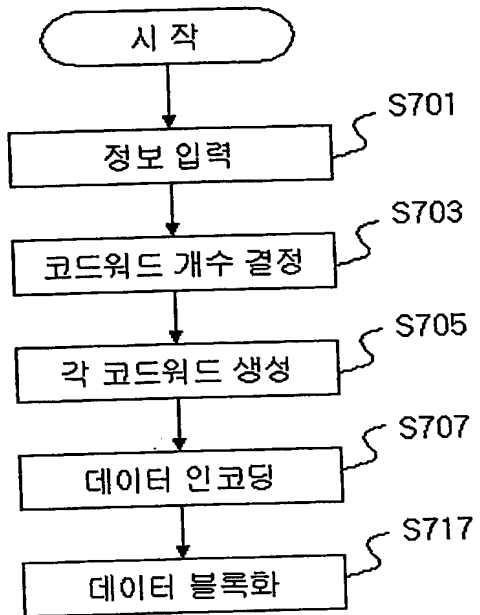 시 작
S701
정보 입력
S703
코드워드 개수 결정
S705
각 코드워드 생성
S707
데이터 인코딩
S717
데이터 블록화